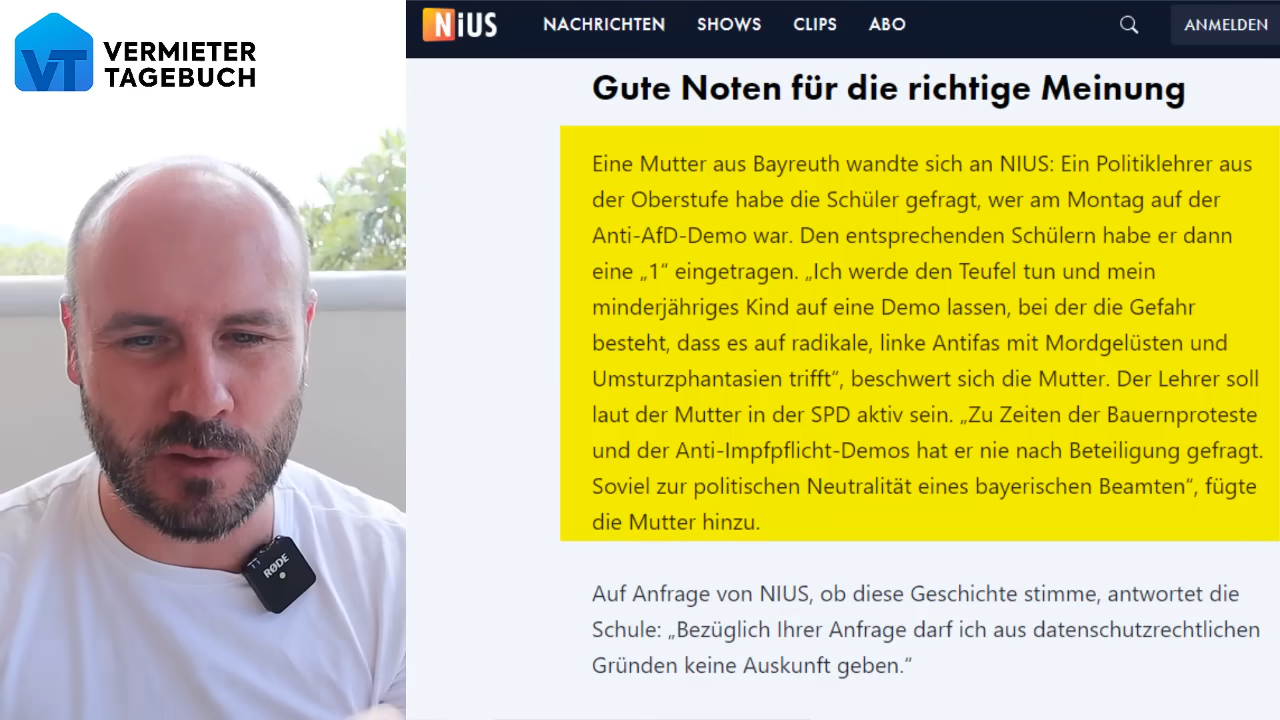 VERMIETER
TAGEBUCH
VT
NiUS
NACHRICHTEN SHOWS CLIPS ABO ANMELDEN
Gute Noten für die richtige Meinung
Eine Mutter aus Bayreuth wandte sich an NIUS: Ein Politiklehrer aus
der Oberstufe habe die Schüler gefragt, wer am Montag auf der
Anti-AfD-Demo war. Den entsprechenden Schülern habe er dann
eine „1“ eingetragen. „Ich werde den Teufel tun und mein
minderjähriges Kind auf eine Demo lassen, bei der die Gefahr
besteht, dass es auf radikale, linke Antifas mit Mordgelüsten und
Umsturzphantasien trifft“, beschwert sich die Mutter. Der Lehrer soll
laut der Mutter in der SPD aktiv sein. „Zu Zeiten der Bauernproteste
und der Anti-Impfpflicht-Demos hat er nie nach Beteiligung gefragt.
Soviel zur politischen Neutralität eines bayerischen Beamten“, fügte
die Mutter hinzu.
Auf Anfrage von NIUS, ob diese Geschichte stimme, antwortet die
Schule: „Bezüglich Ihrer Anfrage darf ich aus datenschutzrechtlichen
Gründen keine Auskunft geben.“
RØDE